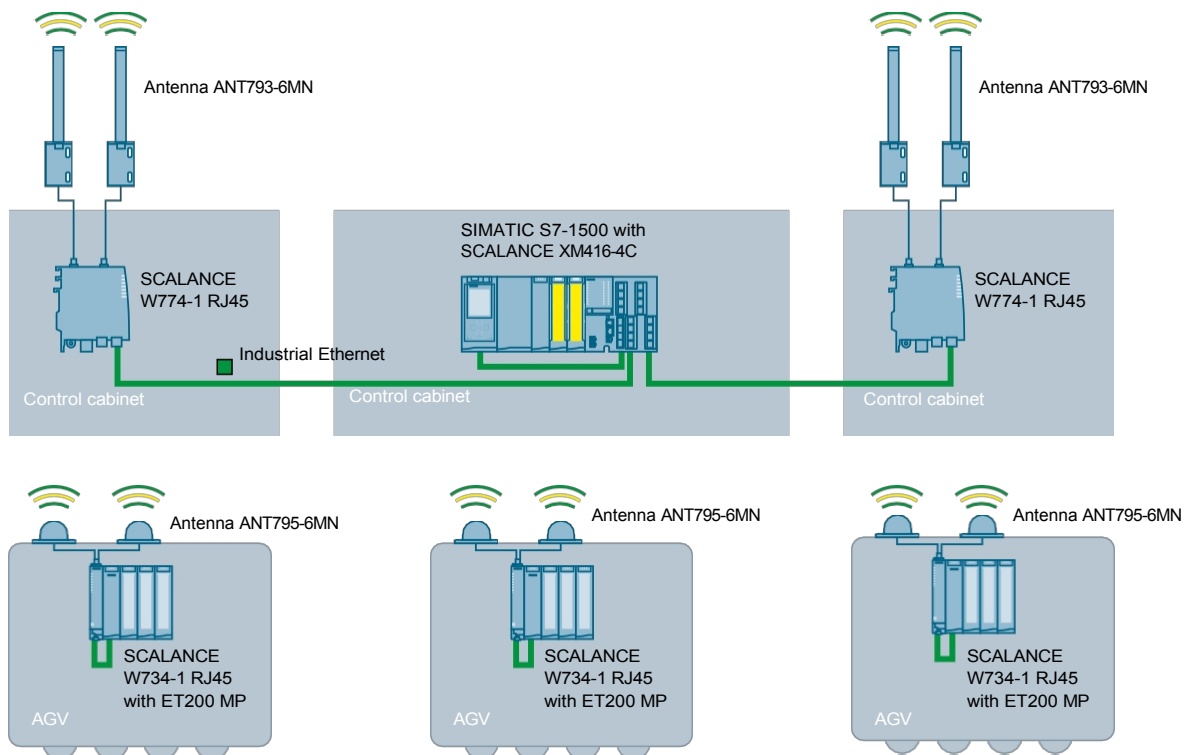 Antenna ANT793-6MN
Antenna ANT793-6MN
SCALANCE
W774-1 RJ45
SIMATIC S7-1500 with
SCALANCE XM416-4C
SCALANCE
W774-1 RJ45
Industrial Ethernet
Control cabinet
Control cabinet
Control cabinet
Antenna ANT795-6MN
Antenna ANT795-6MN
Antenna ANT795-6MN
SCALANCE
W734-1 RJ45
with ET200 MP
AGV
SCALANCE
W734-1 RJ45
with ET200 MP
AGV
SCALANCE
W734-1 RJ45
with ET200 MP
AGV